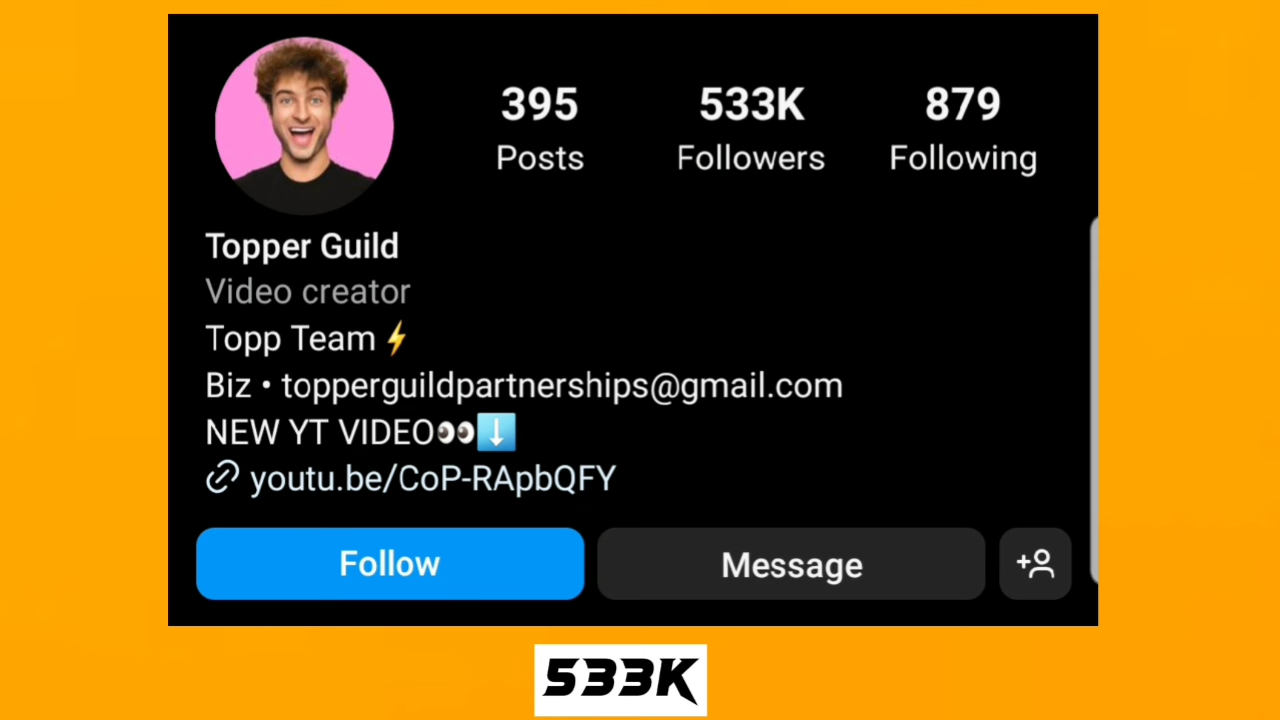 395 533K 879
Posts Followers Following
Topper Guild
Video creator
Topp Team ⚡
Biz • topperguildpartnerships@gmail.com
NEW YT VIDEO👀⬇️
youtu.be/CoP-RApbQFY
Follow Message
533K